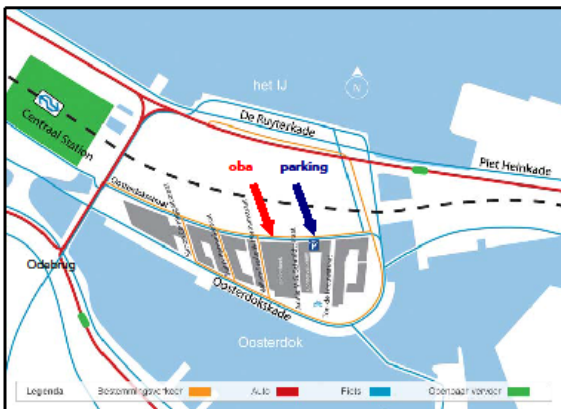 het IJ
N
De Ruyterkade
Centraal Station
Piet Heinkade
oba
parking
Oosterdoksstraat
P
Odebrug
Oosterdokskade
Oosterdok
Legenda
Bestemmingsverkeer
Auto
Fiets
Openbaar vervoer